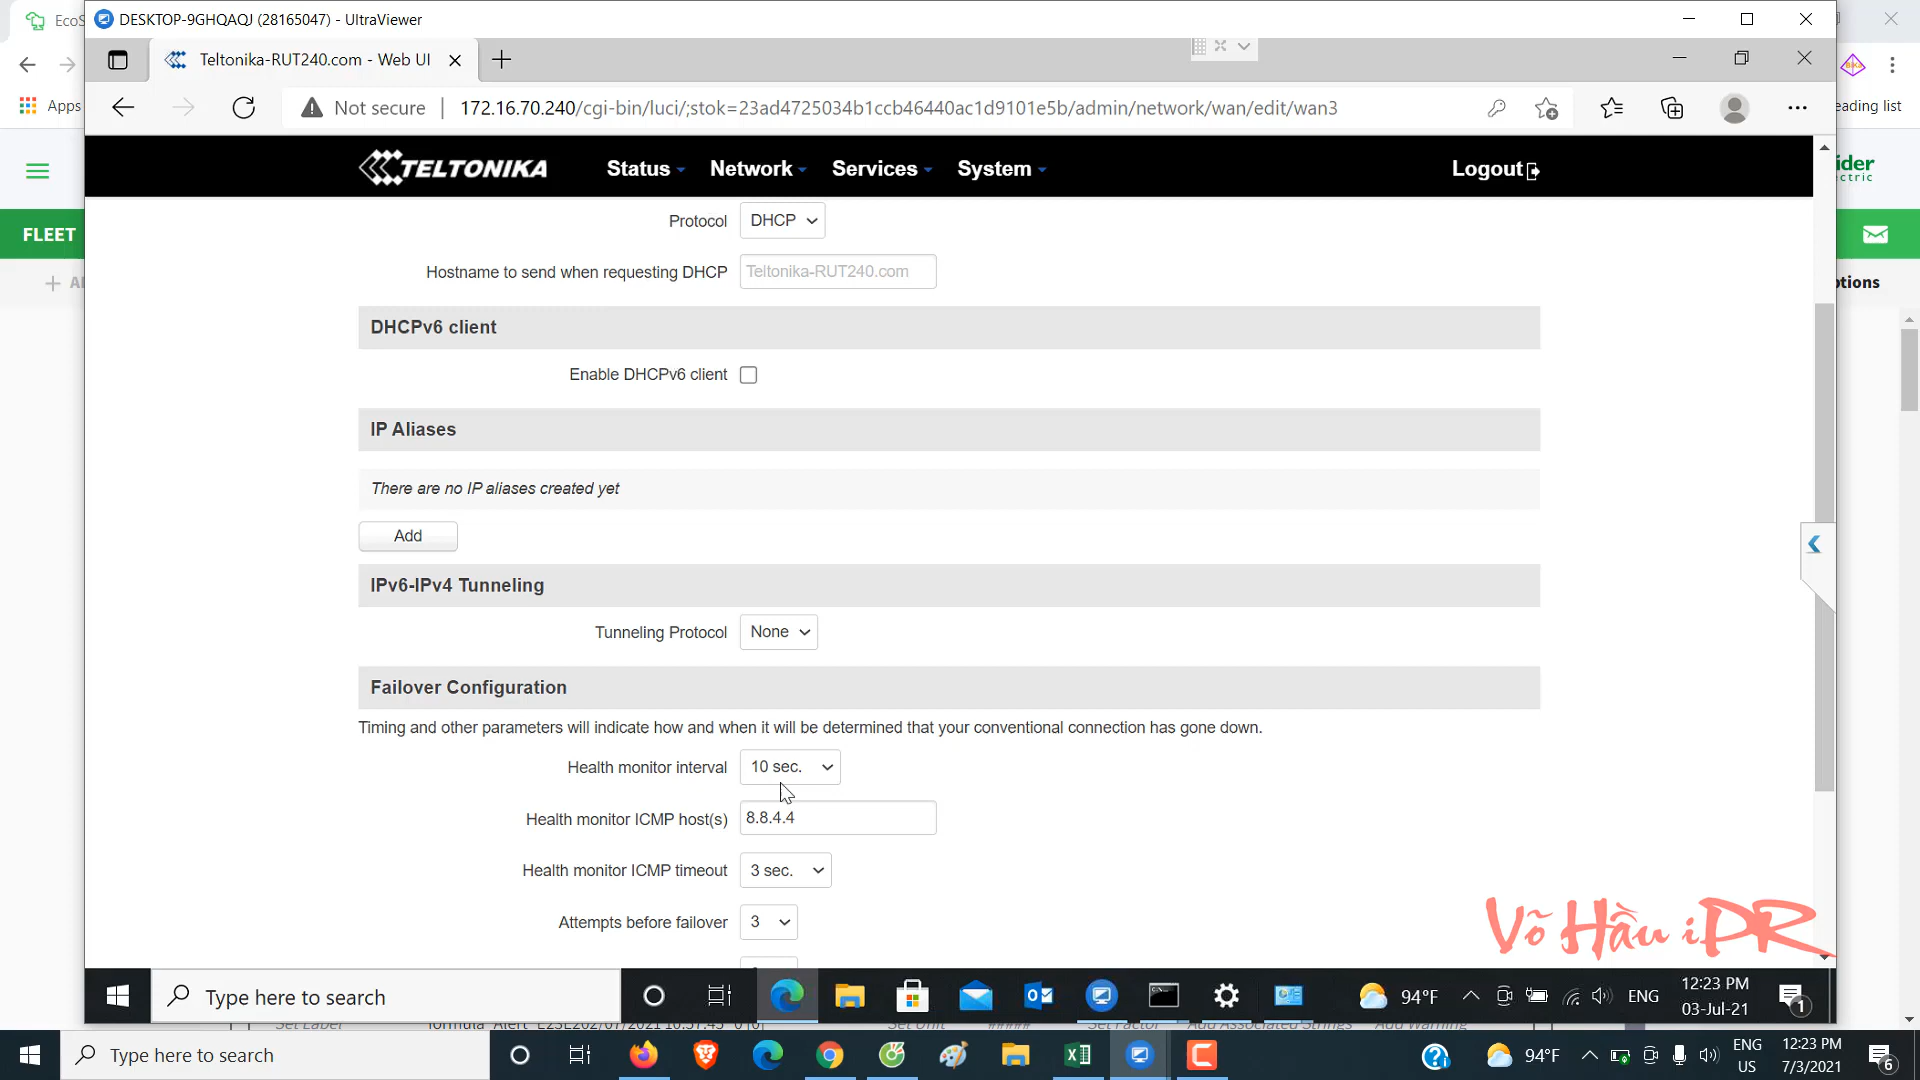 EcoS
DESKTOP-9GHQAQJ (28165047) - UltraViewer
Teltonika-RUT240.com - Web UI
Not secure
172.16.70.240/cgi-bin/luci/;stok=23ad4725034b1ccb46440ac1d9101e5b/admin/network/wan/edit/wan3
Apps
eading list
TELTONIKA
Status
Network
Services
System
Logout
ider
ctric
FLEET
Protocol
DHCP
Hostname to send when requesting DHCP
Teltonika-RUT240.com
tions
DHCPv6 client
Enable DHCPv6 client
IP Aliases
There are no IP aliases created yet
Add
IPv6-IPv4 Tunneling
Tunneling Protocol
None
Failover Configuration
Timing and other parameters will indicate how and when it will be determined that your conventional connection has gone down.
Health monitor interval
10 sec.
Health monitor ICMP host(s)
8.8.4.4
Health monitor ICMP timeout
3 sec.
Attempts before failover
3
Võ Hầu iDR
Type here to search
94°F
ENG
12:23 PM
03-Jul-21
1
Type here to search
94°F
ENG
US
12:23 PM
7/3/2021
6